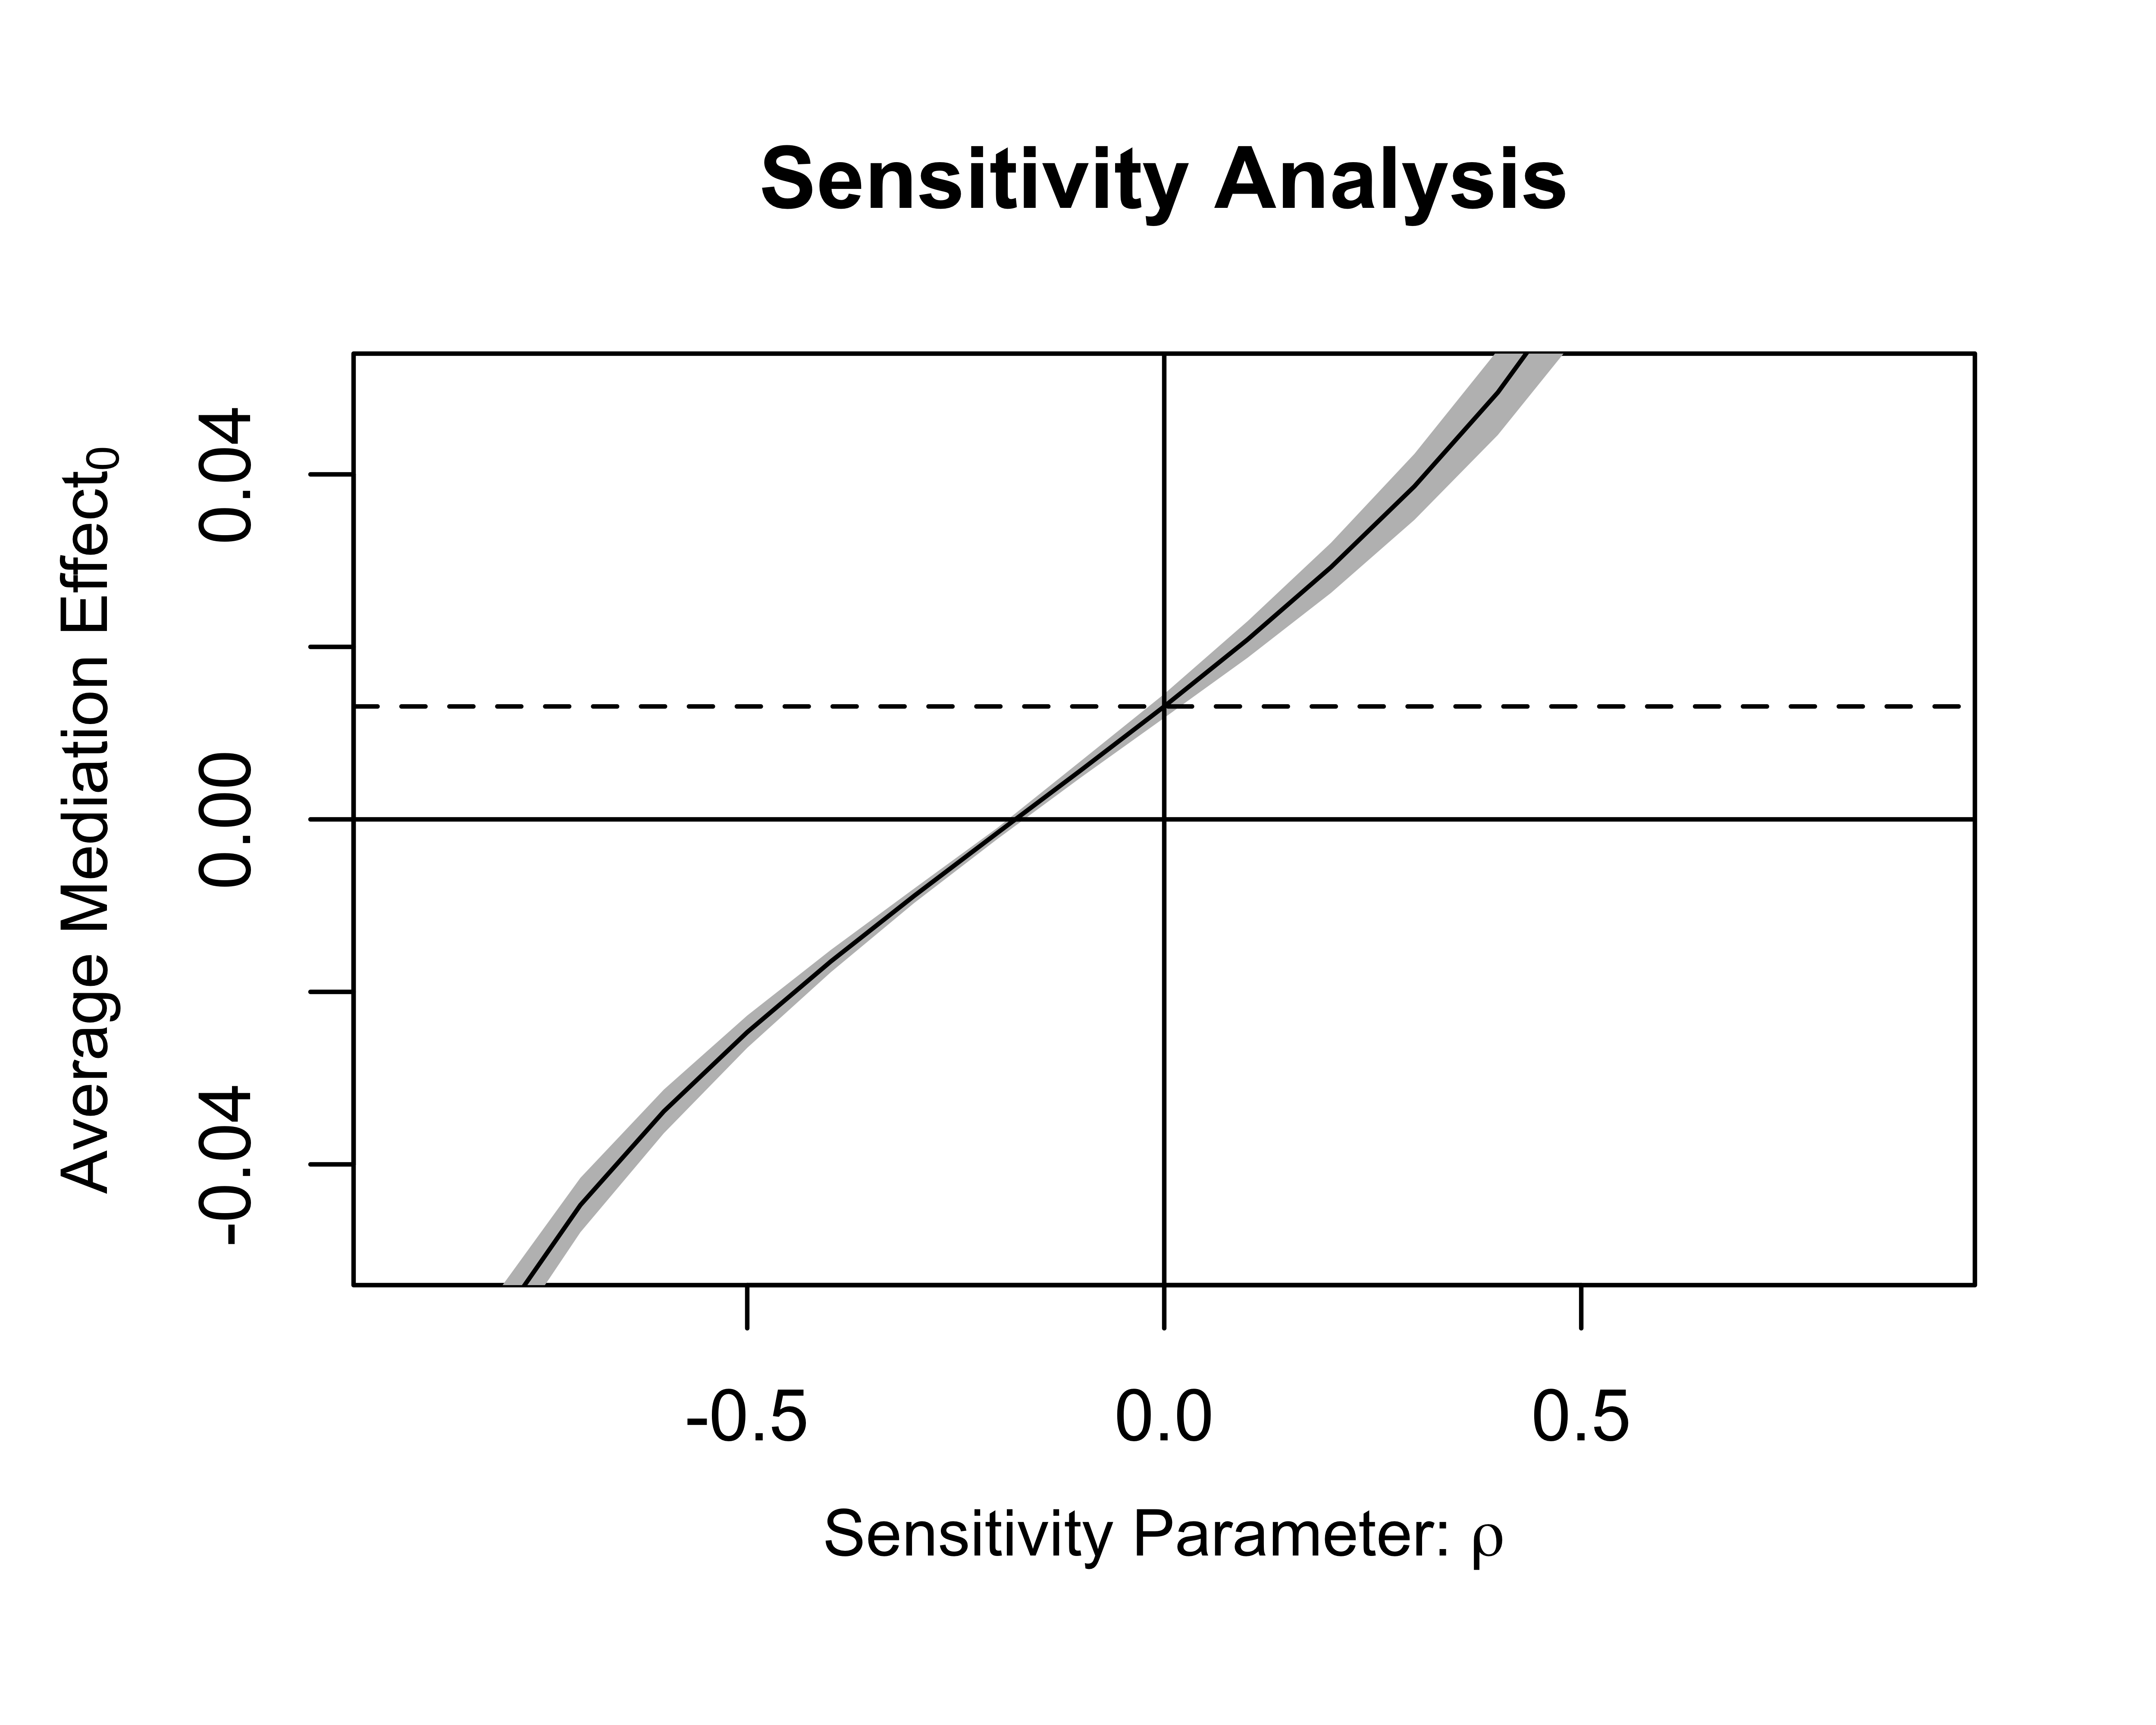 Sensitivity Analysis
Average Mediation Effect₀
0.04
0.00
-0.04
-0.5 0.0 0.5
Sensitivity Parameter: ρ